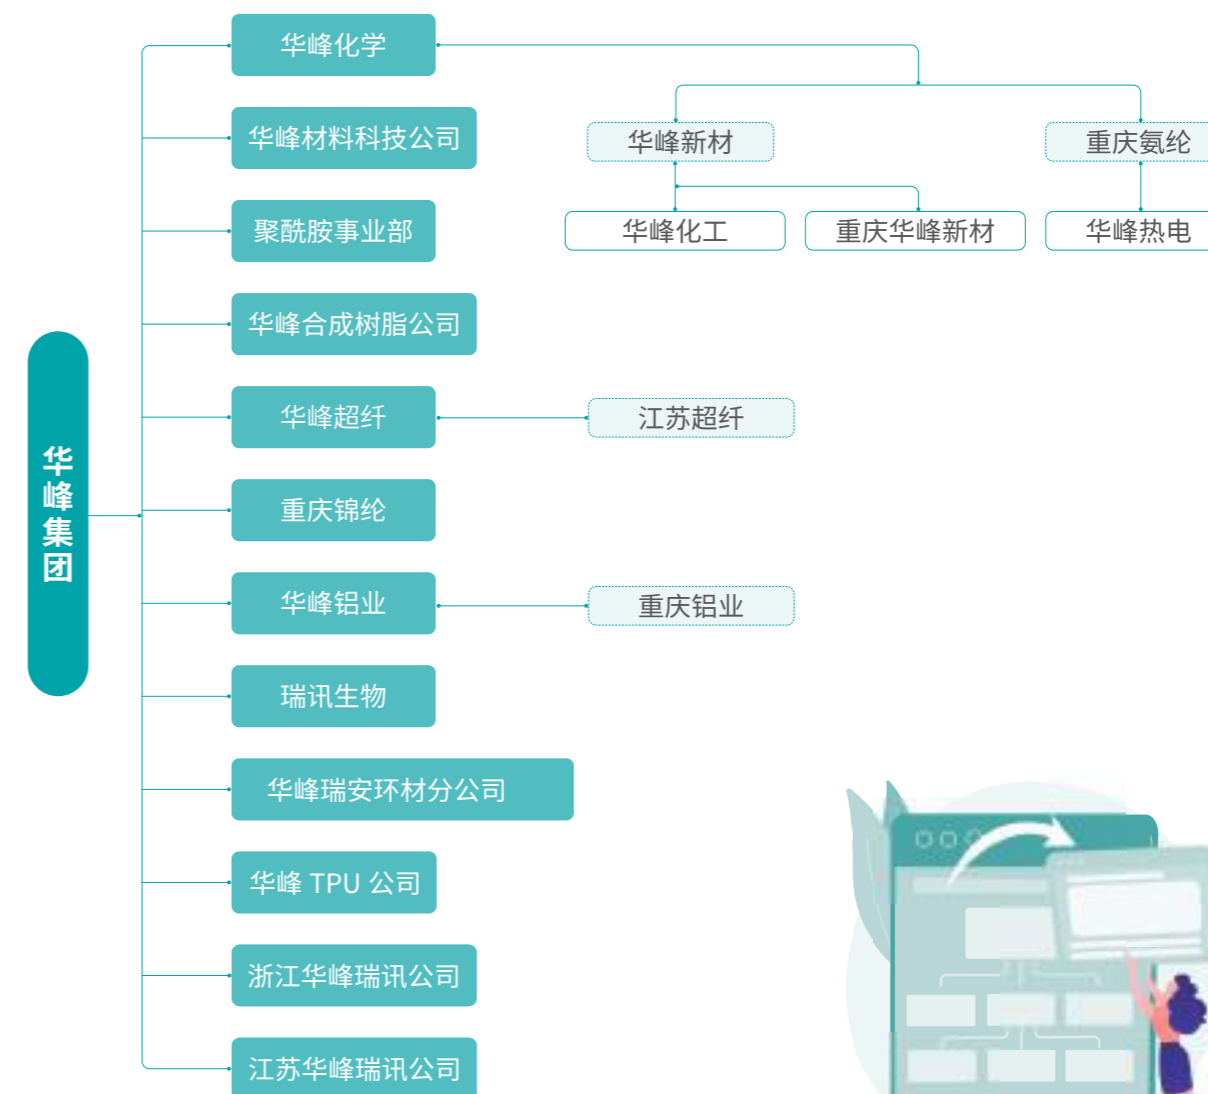 华峰集团
华峰化学
华峰材料科技公司
聚酰胺事业部
华峰合成树脂公司
华峰超纤
重庆锦纶
华峰铝业
瑞讯生物
华峰瑞安环材分公司
华峰 TPU 公司
浙江华峰瑞讯公司
江苏华峰瑞讯公司
华峰新材
重庆氨纶
华峰化工
重庆华峰新材
华峰热电
江苏超纤
重庆铝业